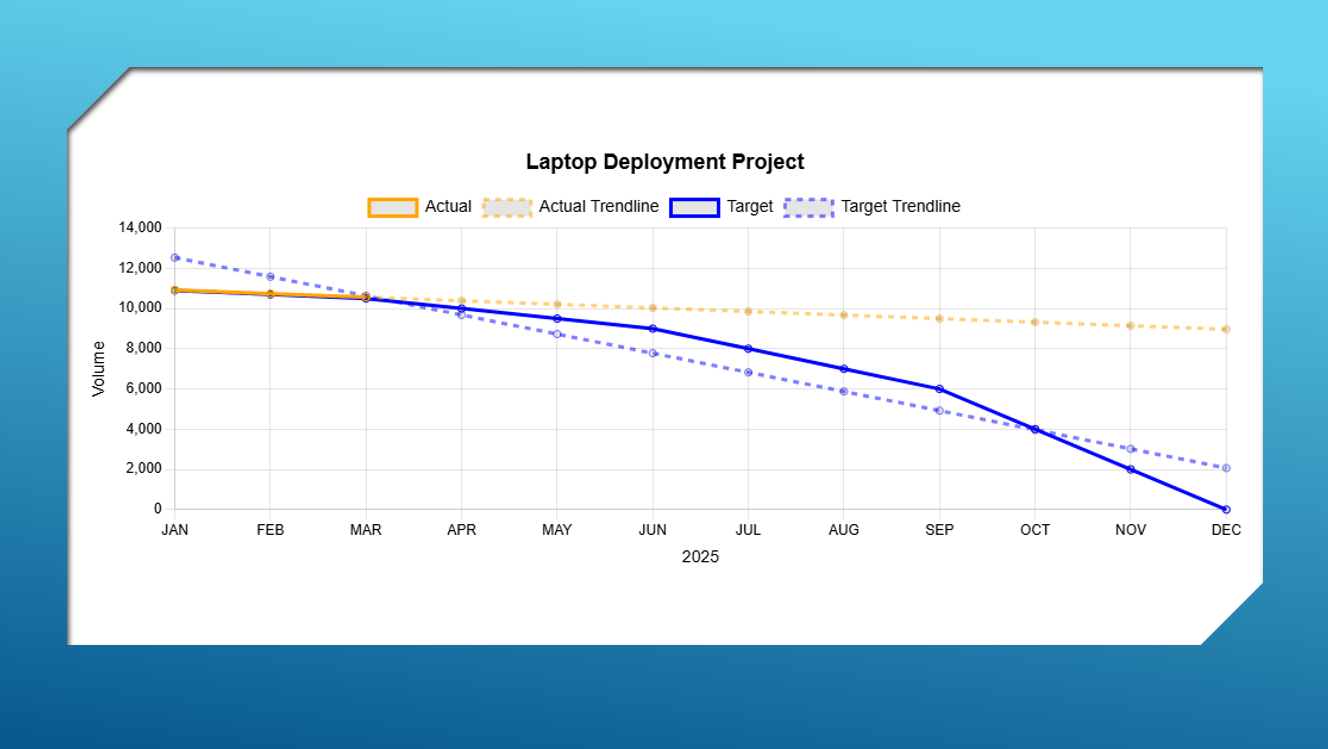 Laptop Deployment Project
Actual Actual Trendline Target Target Trendline
14,000
12,000
10,000
8,000
6,000
4,000
2,000
0
Volume
JAN FEB MAR APR MAY JUN JUL AUG SEP OCT NOV DEC
2025